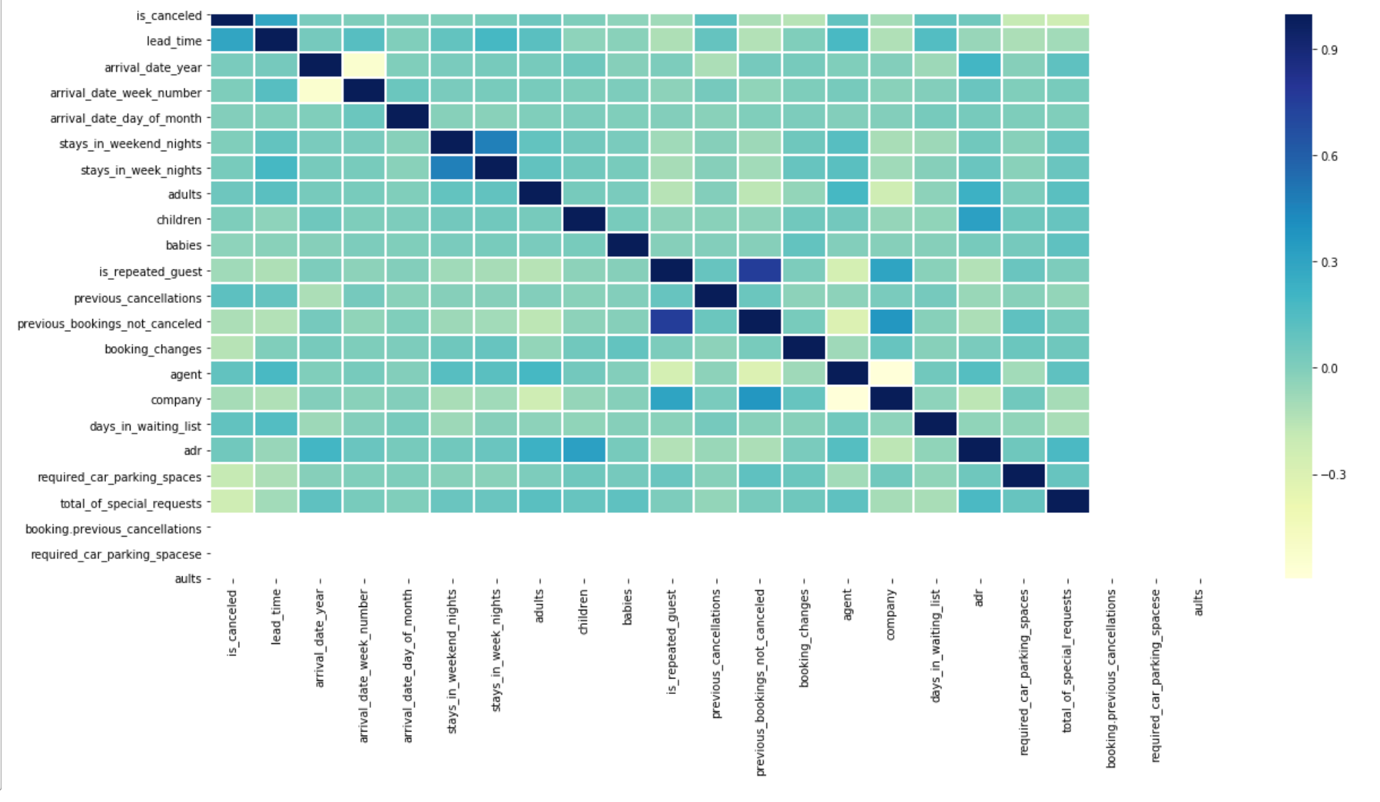 is_canceled
lead_time
arrival_date_year
arrival_date_week_number
arrival_date_day_of_month
stays_in_weekend_nights
stays_in_week_nights
adults
children
babies
is_repeated_guest
previous_cancellations
previous_bookings_not_canceled
booking_changes
agent
company
days_in_waiting_list
adr
required_car_parking_spaces
total_of_special_requests
booking.previous_cancellations
required_car_parking_spacese
aults
is_canceled
lead_time
arrival_date_year
arrival_date_week_number
arrival_date_day_of_month
stays_in_weekend_nights
stays_in_week_nights
adults
children
babies
is_repeated_guest
previous_cancellations
previous_bookings_not_canceled
booking_changes
agent
company
days_in_waiting_list
adr
required_car_parking_spaces
total_of_special_requests
booking.previous_cancellations
required_car_parking_spacese
aults
0.9
0.6
0.3
0.0
−0.3